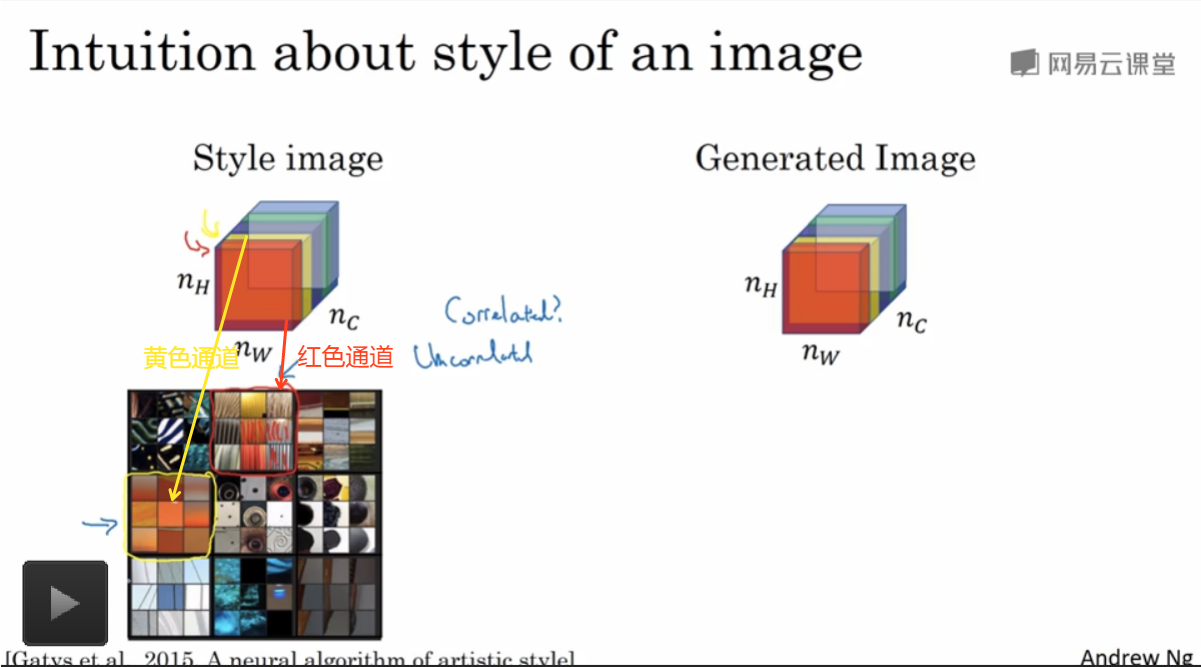 Intuition about style of an image
网易云课堂
Style image
Generated Image
n_H
n_C
n_W
黄色通道
红色通道
Correlated?
Uncorrelated
n_H
n_C
n_W
[Gatys et al., 2015. A neural algorithm of artistic style]
Andrew Ng